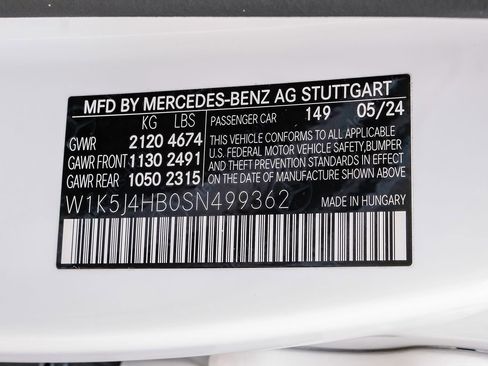 MFD BY MERCEDES-BENZ AG STUTTGART
KG LBS PASSENGER CAR 149 05/24
GVWR 2120 4674
GAWR FRONT 1130 2491
GAWR REAR 1050 2315
THIS VEHICLE CONFORMS TO ALL APPLICABLE
U.S. FEDERAL MOTOR VEHICLE SAFETY,BUMPER
AND THEFT PREVENTION STANDARDS IN EFFECT
ON THE DATE OF MANUFACTURE SHOWN ABOVE.
W1K5J4HB0SN499362 MADE IN HUNGARY